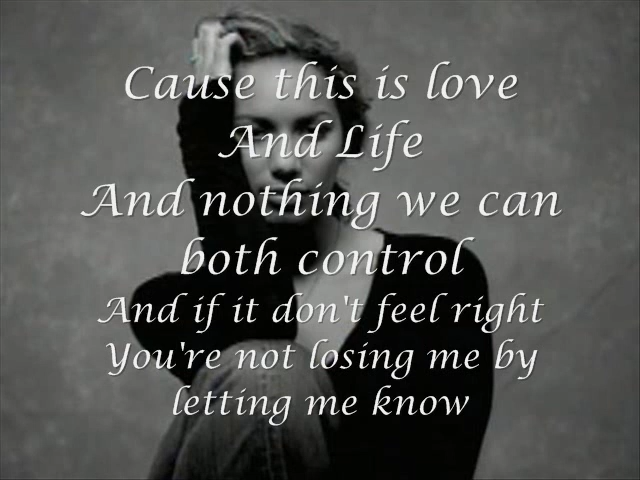 Cause this is love
And Life
And nothing we can
both control
And if it don't feel right
You're not losing me by
letting me know